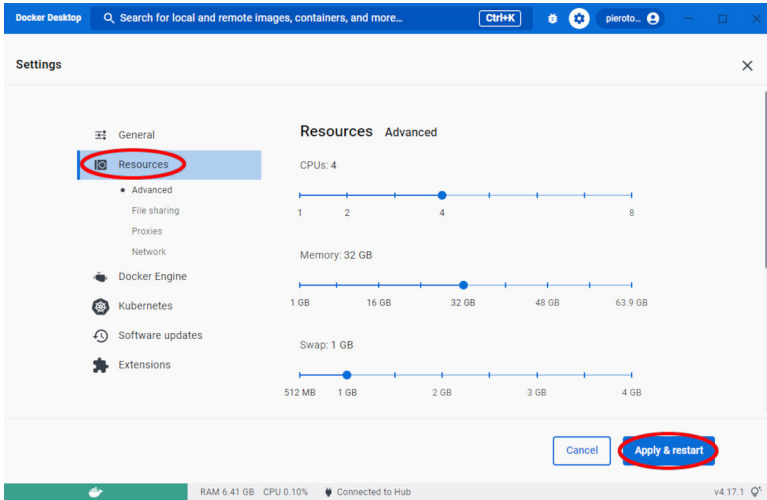 Docker Desktop Search for local and remote images, containers, and more... Ctrl+K pieroto...
Settings
General
Resources
Advanced
File sharing
Proxies
Network
Docker Engine
Kubernetes
Software updates
Extensions
Resources Advanced
CPUs: 4
1 2 4 8
Memory: 32 GB
1 GB 16 GB 32 GB 48 GB 63.9 GB
Swap: 1 GB
512 MB 1 GB 2 GB 3 GB 4 GB
Cancel Apply & restart
RAM 6.41 GB CPU 0.10% Connected to Hub v4.17.1